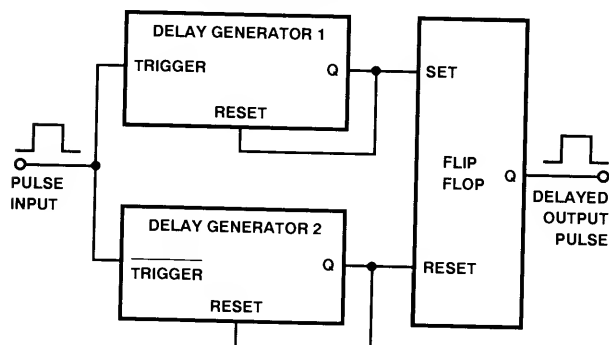 DELAY GENERATOR 1
TRIGGER
Q
RESET
SET
PULSE
INPUT
FLIP
FLOP
Q
DELAYED
OUTPUT
PULSE
DELAY GENERATOR 2
TRIGGER
Q
RESET
RESET